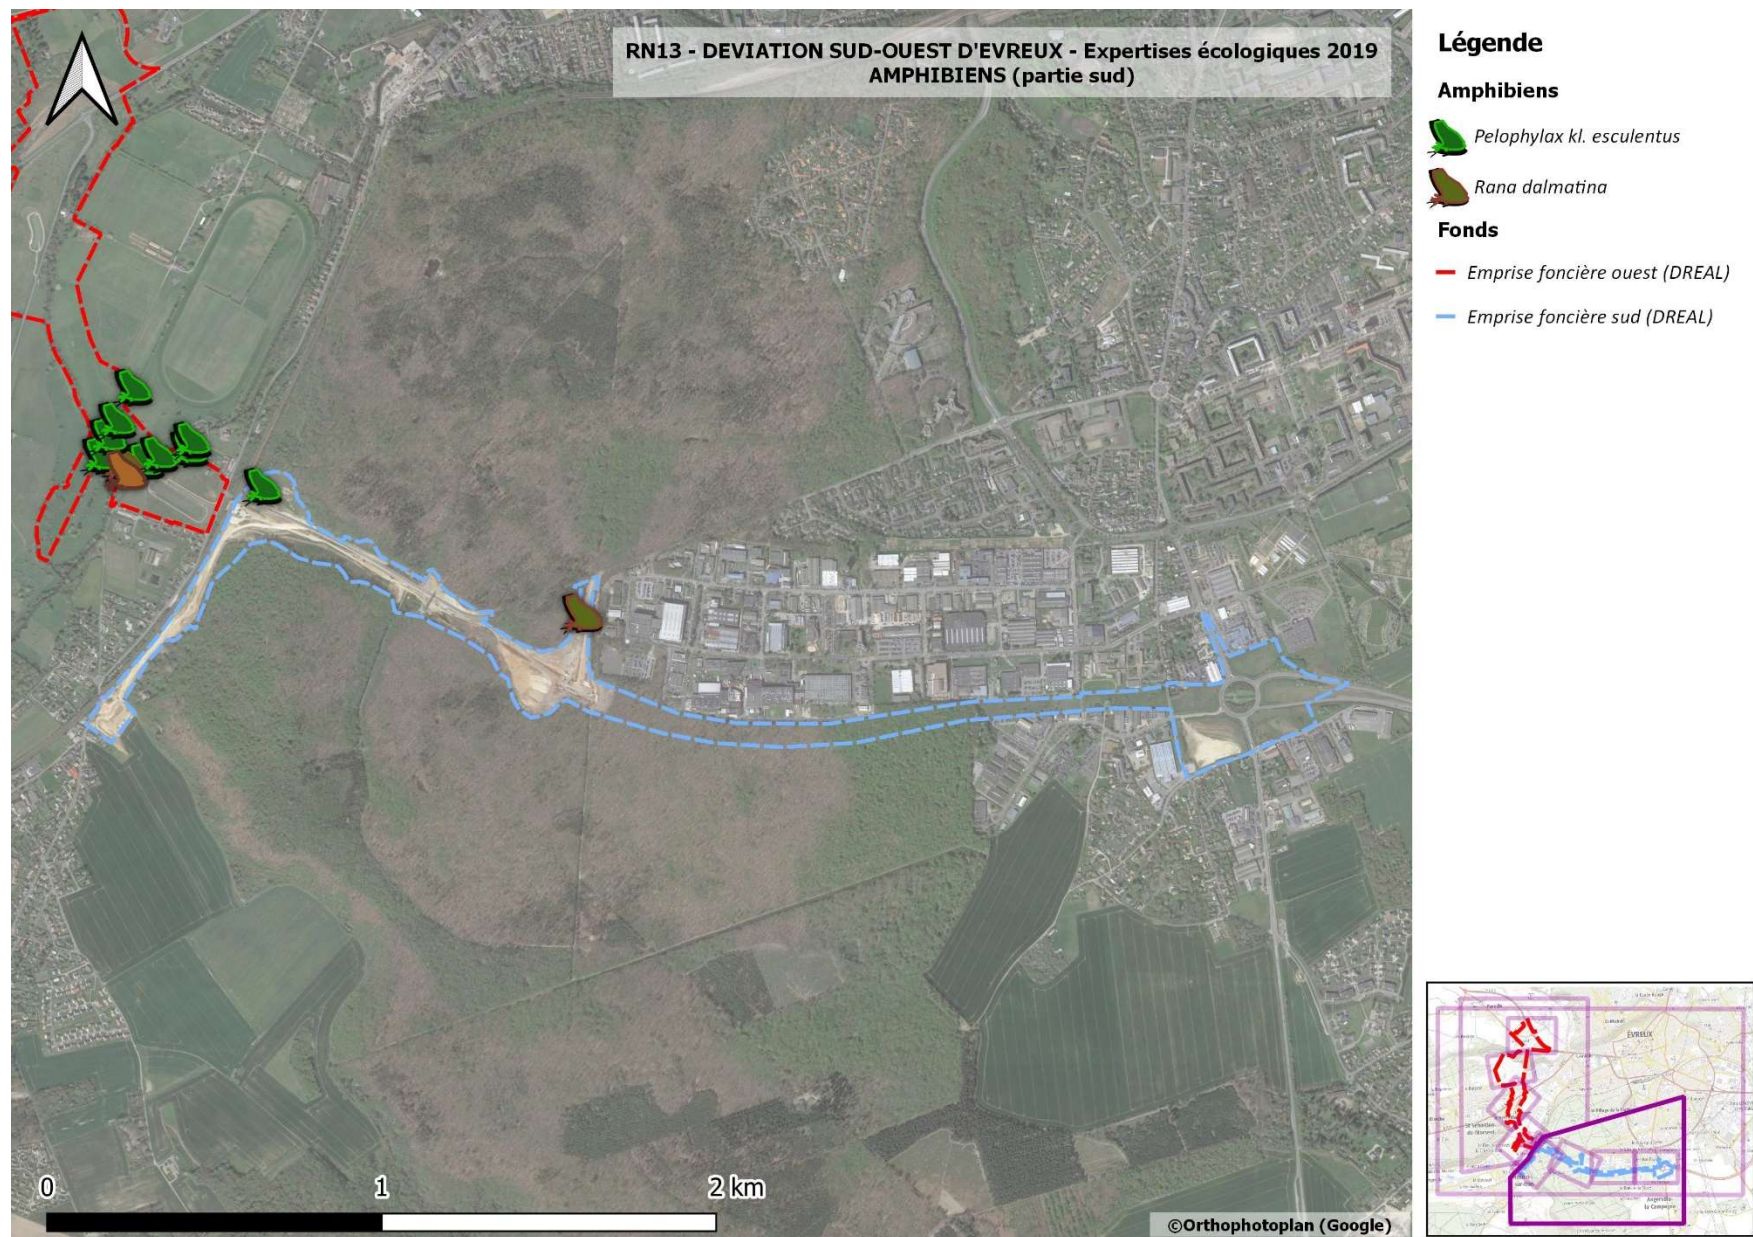 RN13 - DEVIATION SUD-OUEST D'EVREUX - Expertises écologiques 2019
AMPHIBIENS (partie sud)
Légende
Amphibiens
Pelophylax kl. esculentus
Rana dalmatina
Fonds
Emprise foncière ouest (DREAL)
Emprise foncière sud (DREAL)
ÉVREUX
0 1 2 km
©Orthophotoplan (Google)